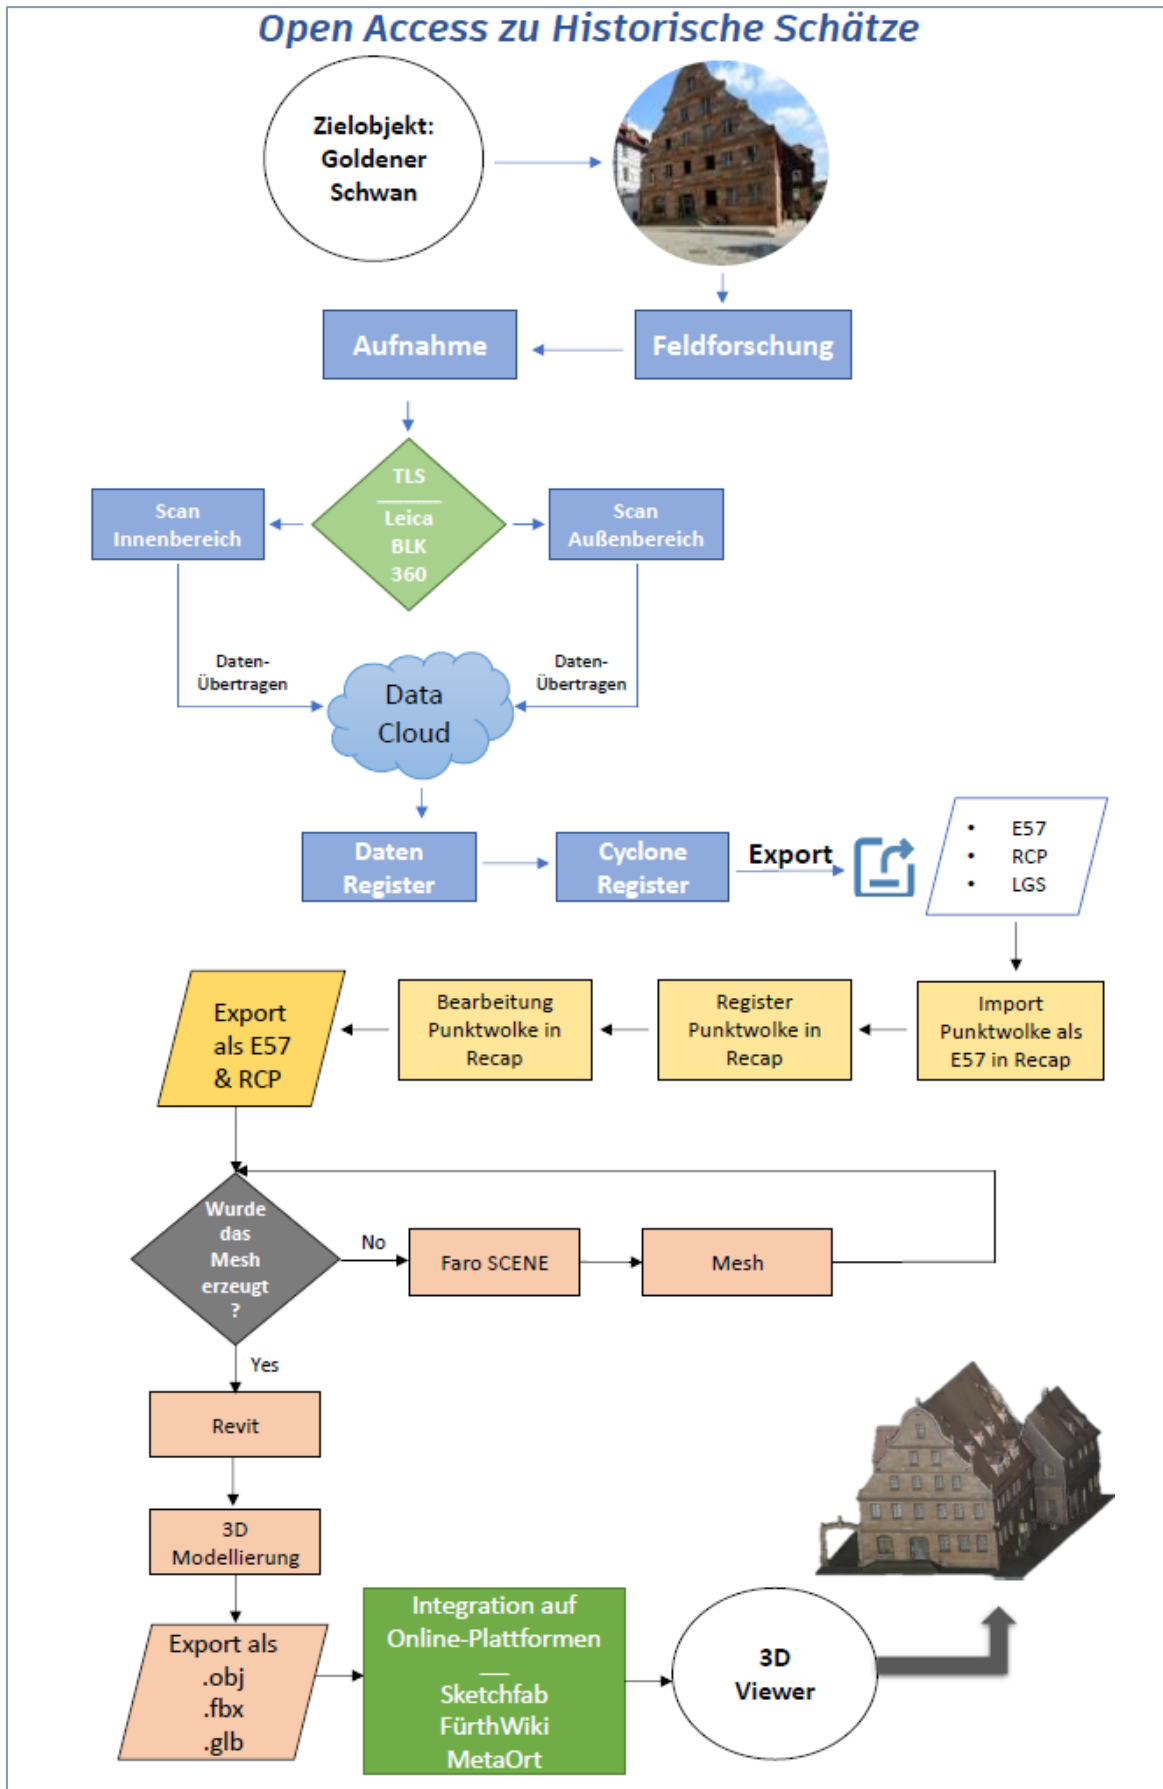 Open Access zu Historische Schätze
Zielobjekt:
Goldener
Schwan
Aufnahme
Feldforschung
TLS
Leica
BLK
360
Scan
Innenbereich
Scan
Außenbereich
Daten-
Übertragen
Daten-
Übertragen
Data
Cloud
Daten
Register
Cyclone
Register
Export
• E57
• RCP
• LGS
Import
Punktwolke als
E57 in Recap
Register
Punktwolke in
Recap
Bearbeitung
Punktwolke in
Recap
Export
als E57
& RCP
Wurde
das
Mesh
erzeugt
?
No
Faro SCENE
Mesh
Yes
Revit
3D
Modellierung
Export als
.obj
.fbx
.glb
Integration auf
Online-Plattformen
Sketchfab
FürthWiki
MetaOrt
3D
Viewer